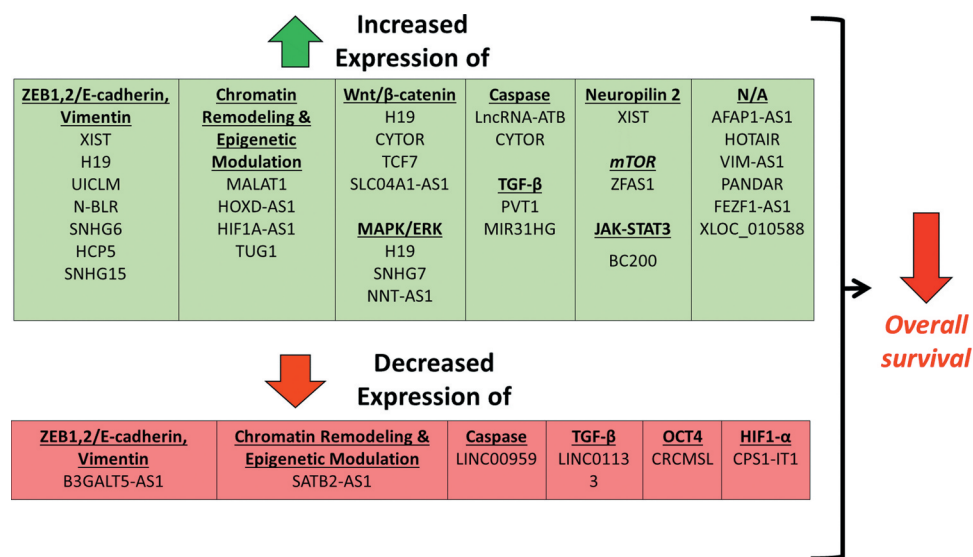 Increased
Expression of
ZEB1,2/E-cadherin,
Vimentin
XIST
H19
UICLM
N-BLR
SNHG6
HCP5
SNHG15
Chromatin
Remodeling &
Epigenetic
Modulation
MALAT1
HOXD-AS1
HIF1A-AS1
TUG1
Wnt/β-catenin
H19
CYTOR
TCF7
SLC04A1-AS1
MAPK/ERK
H19
SNHG7
NNT-AS1
Caspase
LncRNA-ATB
CYTOR
TGF-β
PVT1
MIR31HG
Neuropilin 2
XIST
mTOR
ZFAS1
JAK-STAT3
BC200
N/A
AFAP1-AS1
HOTAIR
VIM-AS1
PANDAR
FEZF1-AS1
XLOC_010588
Overall
survival
Decreased
Expression of
ZEB1,2/E-cadherin,
Vimentin
B3GALT5-AS1
Chromatin Remodeling &
Epigenetic Modulation
SATB2-AS1
Caspase
LINC00959
TGF-β
LINC0113
3
OCT4
CRCMSL
HIF1-α
CPS1-IT1